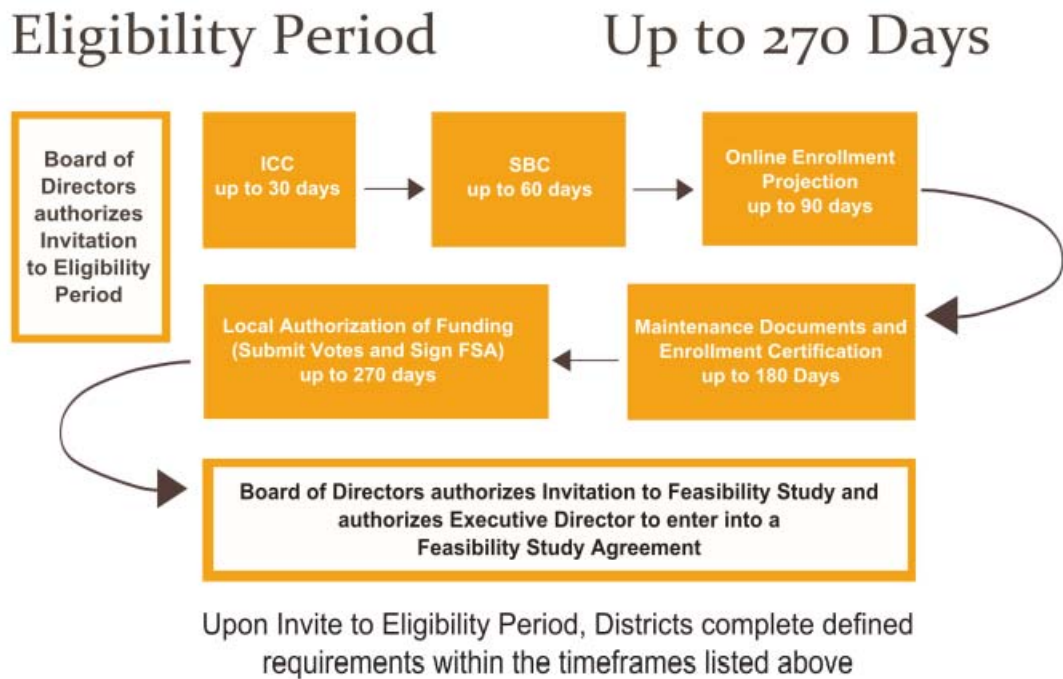 Eligibility Period
Up to 270 Days
Board of
Directors
authorizes
Invitation
to Eligibility
Period
ICC
up to 30 days
SBC
up to 60 days
Online Enrollment
Projection
up to 90 days
Maintenance Documents and
Enrollment Certification
up to 180 Days
Local Authorization of Funding
(Submit Votes and Sign FSA)
up to 270 days
Board of Directors authorizes Invitation to Feasibility Study and
authorizes Executive Director to enter into a
Feasibility Study Agreement
Upon Invite to Eligibility Period, Districts complete defined
requirements within the timeframes listed above